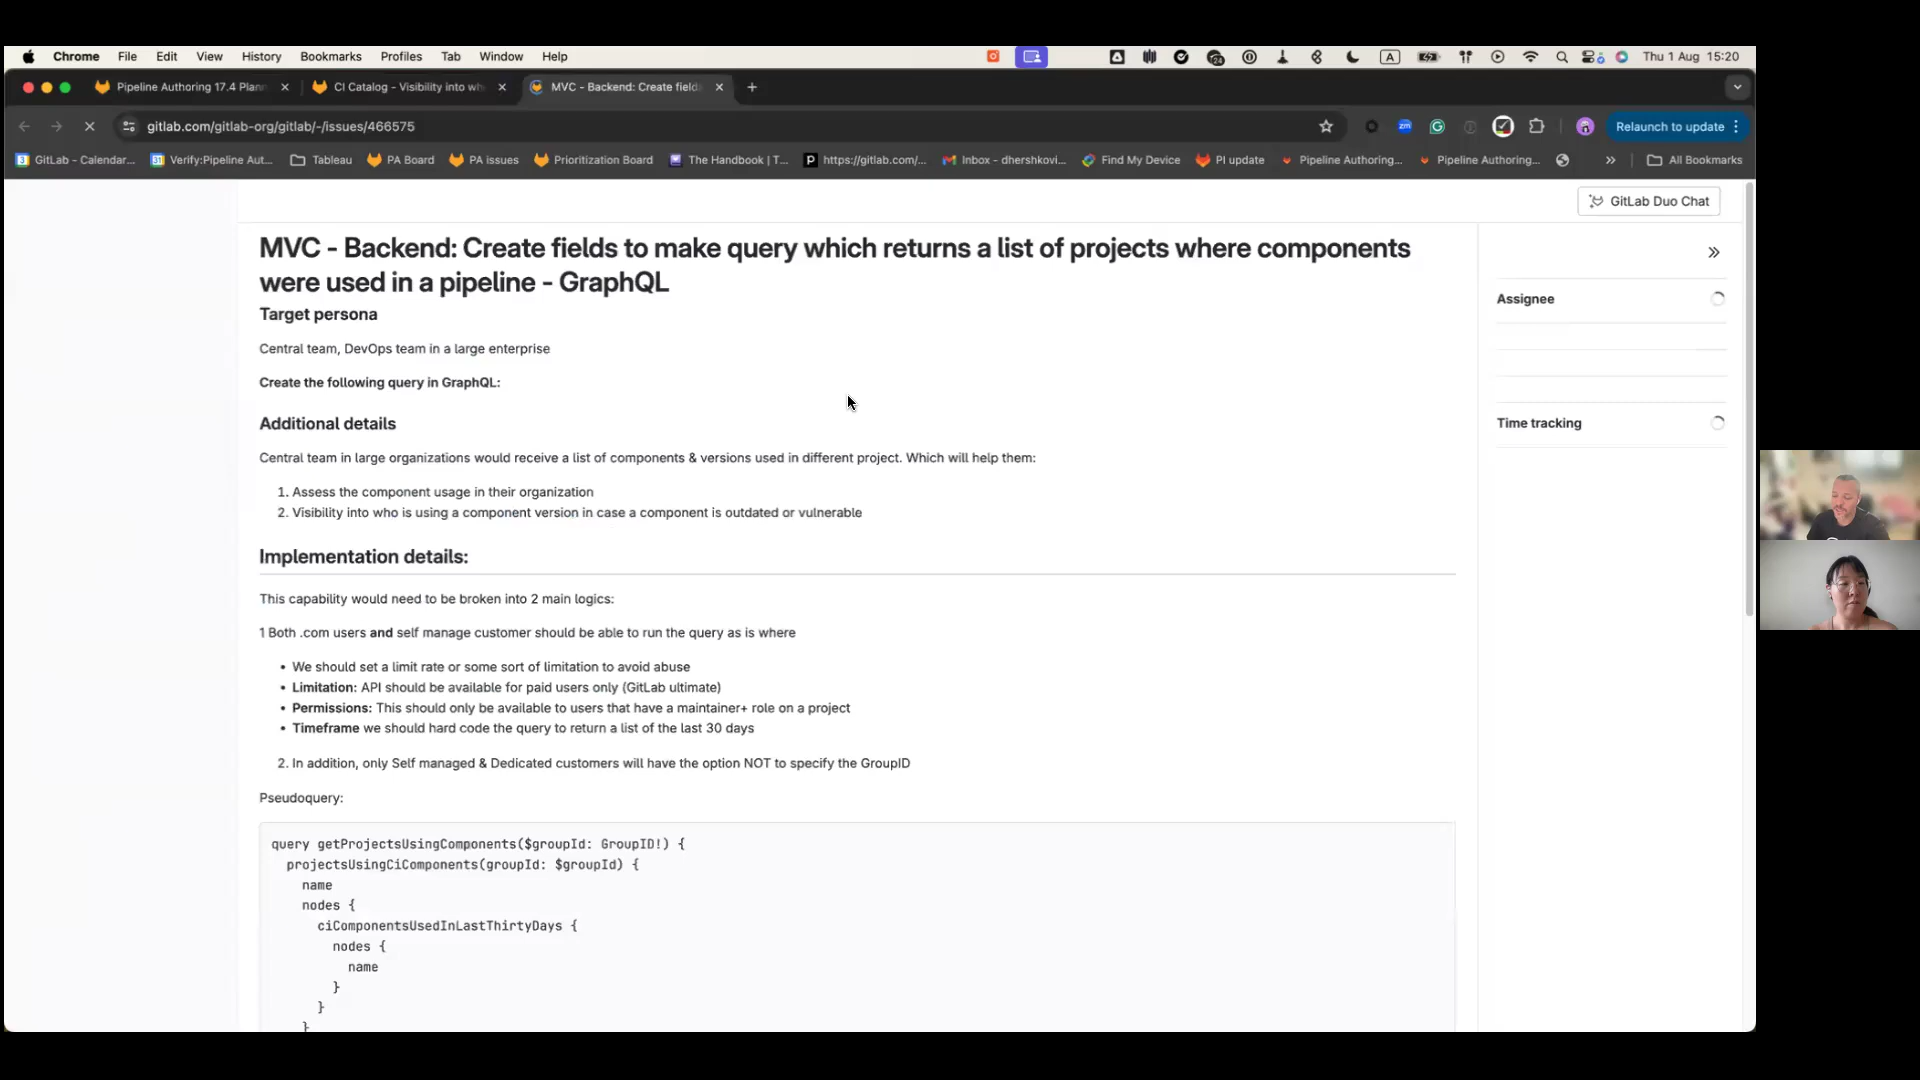 Chrome File Edit View History Bookmarks Profiles Tab Window Help A Thu 1 Aug 15:20
Pipeline Authoring 17.4 Plann CI Catalog - Visibility into wh MVC - Backend: Create field
gitlab.com/gitlab-org/gitlab/-/issues/466575 zm Relaunch to update
GitLab - Calendar... Verify:Pipeline Aut... Tableau PA Board PA issues Prioritization Board The Handbook | T... https://gitlab.com/... Inbox - dhershkovi... Find My Device PI update Pipeline Authoring... Pipeline Authoring... All Bookmarks
GitLab Duo Chat
MVC - Backend: Create fields to make query which returns a list of projects where components
were used in a pipeline - GraphQL
Assignee
Target persona
Central team, DevOps team in a large enterprise
Create the following query in GraphQL:
Additional details
Time tracking
Central team in large organizations would receive a list of components & versions used in different project. Which will help them:
1. Assess the component usage in their organization
2. Visibility into who is using a component version in case a component is outdated or vulnerable
Implementation details:
This capability would need to be broken into 2 main logics:
1 Both .com users and self manage customer should be able to run the query as is where
• We should set a limit rate or some sort of limitation to avoid abuse
• Limitation: API should be available for paid users only (GitLab ultimate)
• Permissions: This should only be available to users that have a maintainer+ role on a project
• Timeframe we should hard code the query to return a list of the last 30 days
2. In addition, only Self managed & Dedicated customers will have the option NOT to specify the GroupID
Pseudoquery:
query getProjectsUsingComponents($groupId: GroupID!) {
projectsUsingCiComponents(groupId: $groupId) {
name
nodes {
ciComponentsUsedInLastThirtyDays {
nodes {
name
}
}
}